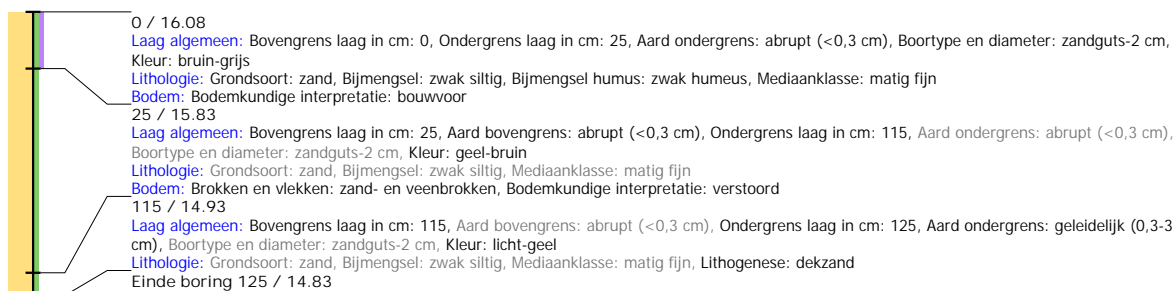 0 / 16.08
Laag algemeen: Bovengrens laag in cm: 0, Ondergrens laag in cm: 25, Aard ondergrens: abrupt (<0,3 cm), Boortype en diameter: zandguts-2 cm,
Kleur: bruin-grijs
Lithologie: Grondsoort: zand, Bijmengsel: zwak siltig, Bijmengsel humus: zwak humeus, Mediaanklasse: matig fijn
Bodem: Bodemkundige interpretatie: bouwvoor
25 / 15.83
Laag algemeen: Bovengrens laag in cm: 25, Aard bovengrens: abrupt (<0,3 cm), Ondergrens laag in cm: 115, Aard ondergrens: abrupt (<0,3 cm),
Boortype en diameter: zandguts-2 cm, Kleur: geel-bruin
Lithologie: Grondsoort: zand, Bijmengsel: zwak siltig, Mediaanklasse: matig fijn
Bodem: Brokken en vlekken: zand- en veenbrokken, Bodemkundige interpretatie: verstoord
115 / 14.93
Laag algemeen: Bovengrens laag in cm: 115, Aard bovengrens: abrupt (<0,3 cm), Ondergrens laag in cm: 125, Aard ondergrens: geleidelijk (0,3-3
cm), Boortype en diameter: zandguts-2 cm, Kleur: licht-geel
Lithologie: Grondsoort: zand, Bijmengsel: zwak siltig, Mediaanklasse: matig fijn, Lithogenese: dekzand
Einde boring 125 / 14.83